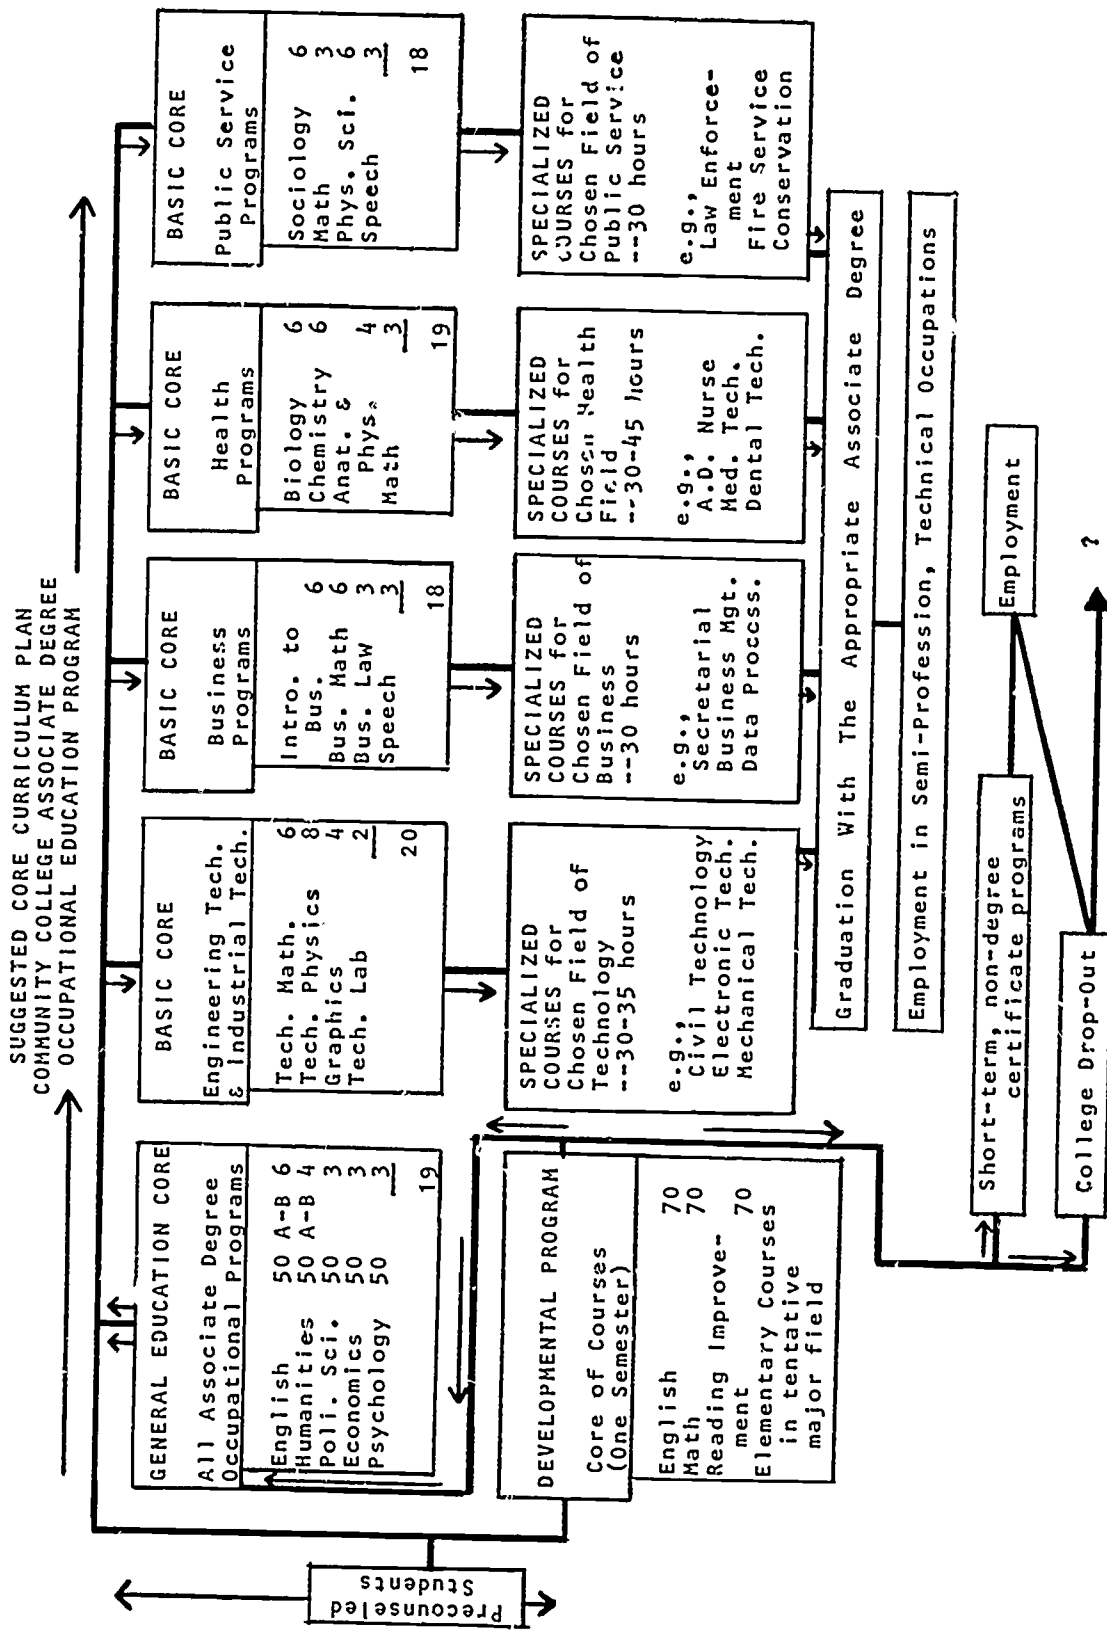 SUGGESTED CORE CURRICULUM PLAN
COMMUNITY COLLEGE ASSOCIATE DEGREE
OCCUPATIONAL EDUCATION PROGRAM
Precounseled
Students
GENERAL EDUCATION CORE
All Associate Degree
Occupational Programs
English 50 A-B 6
Humanities 50 A-B 4
Poli. Sci. 50 3
Economics 50 3
Psychology 50 3
19
BASIC CORE
Engineering Tech.
& Industrial Tech.
Tech. Math. 6
Tech. Physics 8
Graphics 4
Tech. Lab 2
20
BASIC CORE
Business
Programs
Intro. to
Bus. 6
Bus. Math 6
Bus. Law 3
Speech 3
18
BASIC CORE
Health
Programs
Biology 6
Chemistry 6
Anat. &
Phys. 4
Math 3
19
BASIC CORE
Public Service
Programs
Sociology 6
Math 3
Phys. Sci. 6
Speech 3
18
DEVELOPMENTAL PROGRAM
Core of Courses
(One Semester)
English 70
Math 70
Reading Improve-
ment 70
Elementary Courses
in tentative
major field
SPECIALIZED
COURSES for
Chosen Field of
Technology
--30-35 hours
e.g.,
Civil Technology
Electronic Tech.
Mechanical Tech.
SPECIALIZED
COURSES for
Chosen Field of
Business
--30 hours
e.g.,
Secretarial
Business Mgt.
Data Process.
SPECIALIZED
COURSES for
Chosen Health
Field
--30-45 hours
e.g.,
A.D. Nurse
Med. Tech.
Dental Tech.
SPECIALIZED
COURSES for
Chosen Field of
Public Service
--30 hours
e.g.,
Law Enforce-
ment
Fire Service
Conservation
Graduation With The Appropriate Associate Degree
Employment in Semi-Profession, Technical Occupations
Short-term, non-degree
certificate programs
Employment
College Drop-Out
?